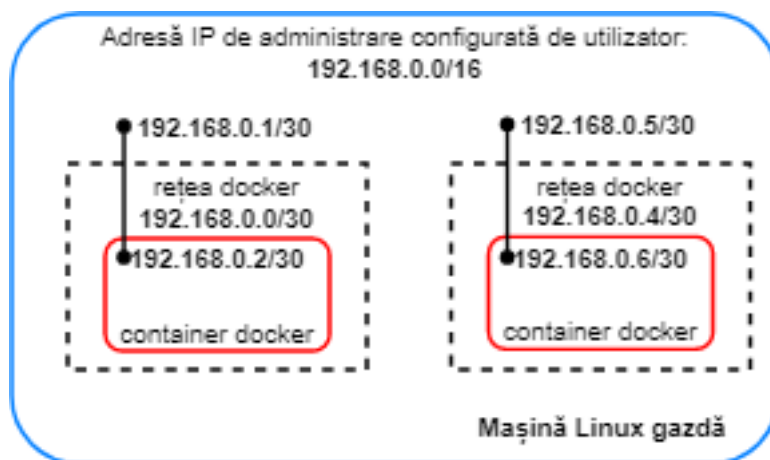 Adresă IP de administrare configurată de utilizator:
192.168.0.0/16
192.168.0.1/30
192.168.0.5/30
rețea docker
192.168.0.0/30
rețea docker
192.168.0.4/30
192.168.0.2/30
192.168.0.6/30
container docker
container docker
Mașină Linux gazdă